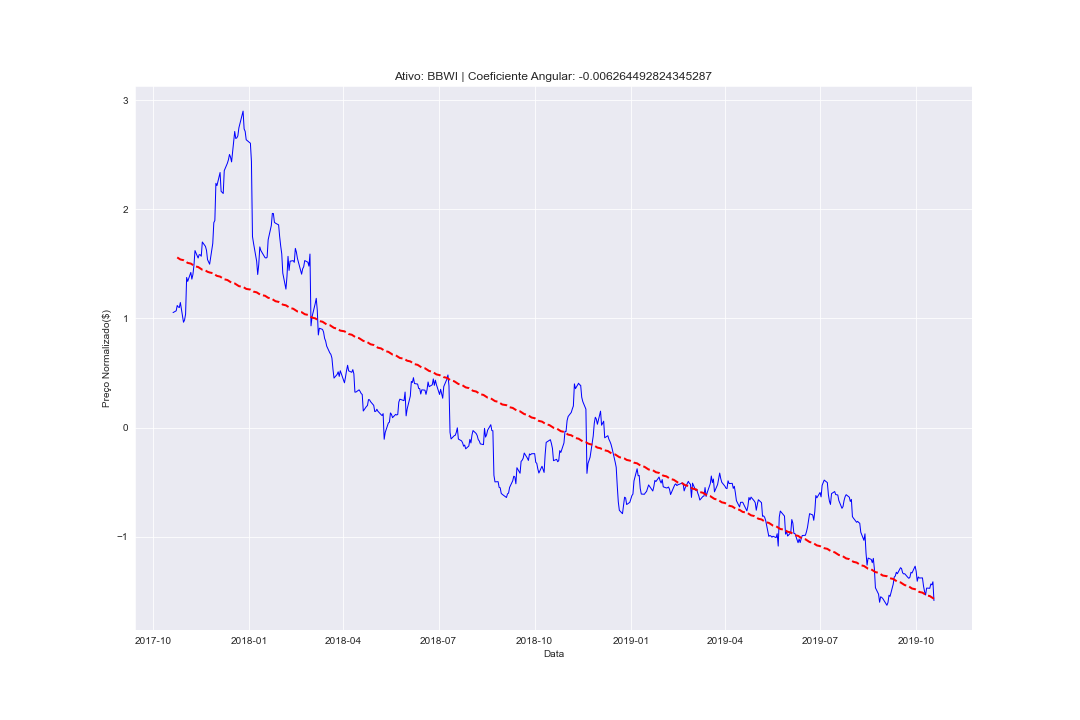 Ativo: BBWI | Coeficiente Angular: -0.006264492824345287
3
2
1
0
−1
Preço Normalizado($)
2017-10 2018-01 2018-04 2018-07 2018-10 2019-01 2019-04 2019-07 2019-10
Data